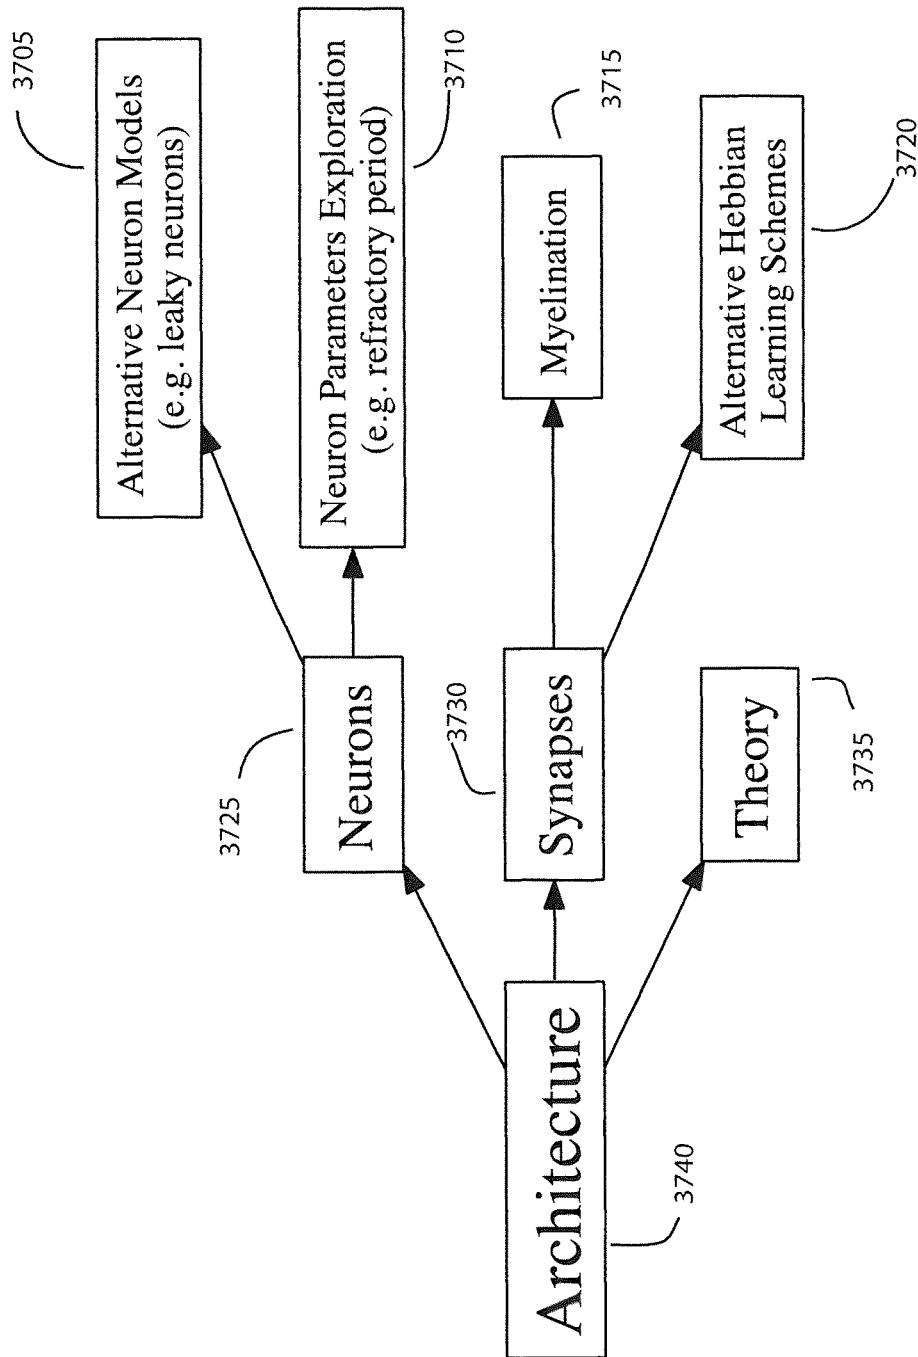 3705
Alternative Neuron Models
(e.g. leaky neurons)
3710
Neuron Parameters Exploration
(e.g. refractory period)
3715
Myelination
3720
Alternative Hebbian
Learning Schemes
3725
Neurons
3730
Synapses
3735
Theory
3740
Architecture